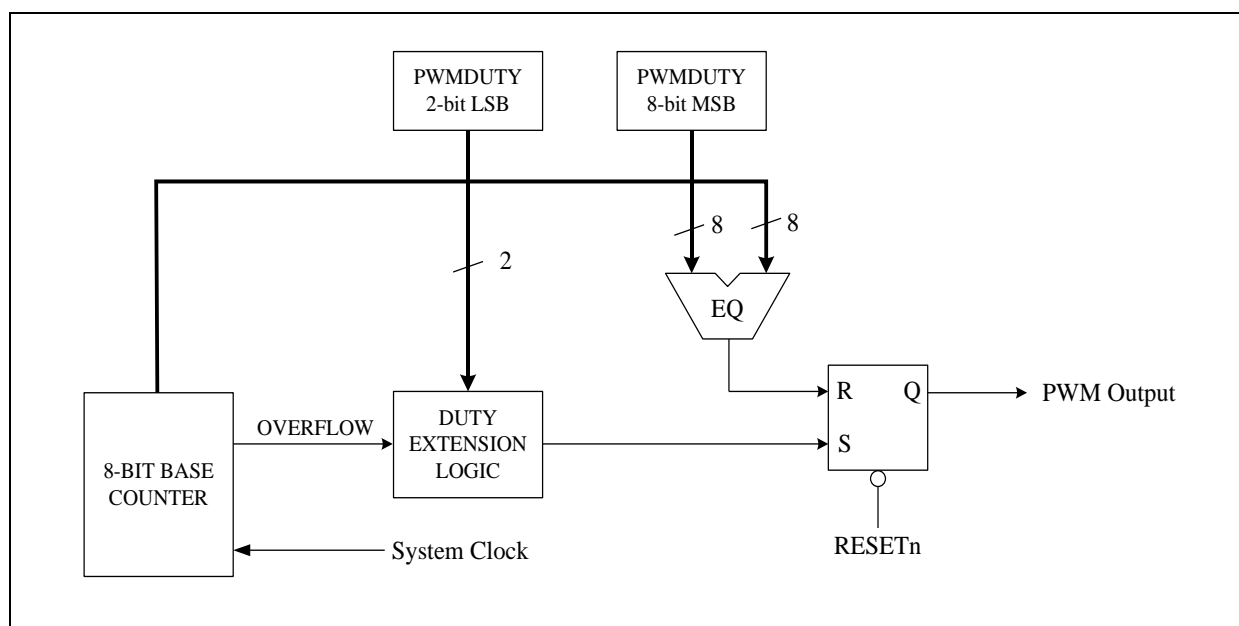 PWMDUTY
2-bit LSB
PWMDUTY
8-bit MSB
8
8
2
EQ
R
Q
PWM Output
OVERFLOW
DUTY
EXTENSION
LOGIC
S
8-BIT BASE
COUNTER
System Clock
RESETn